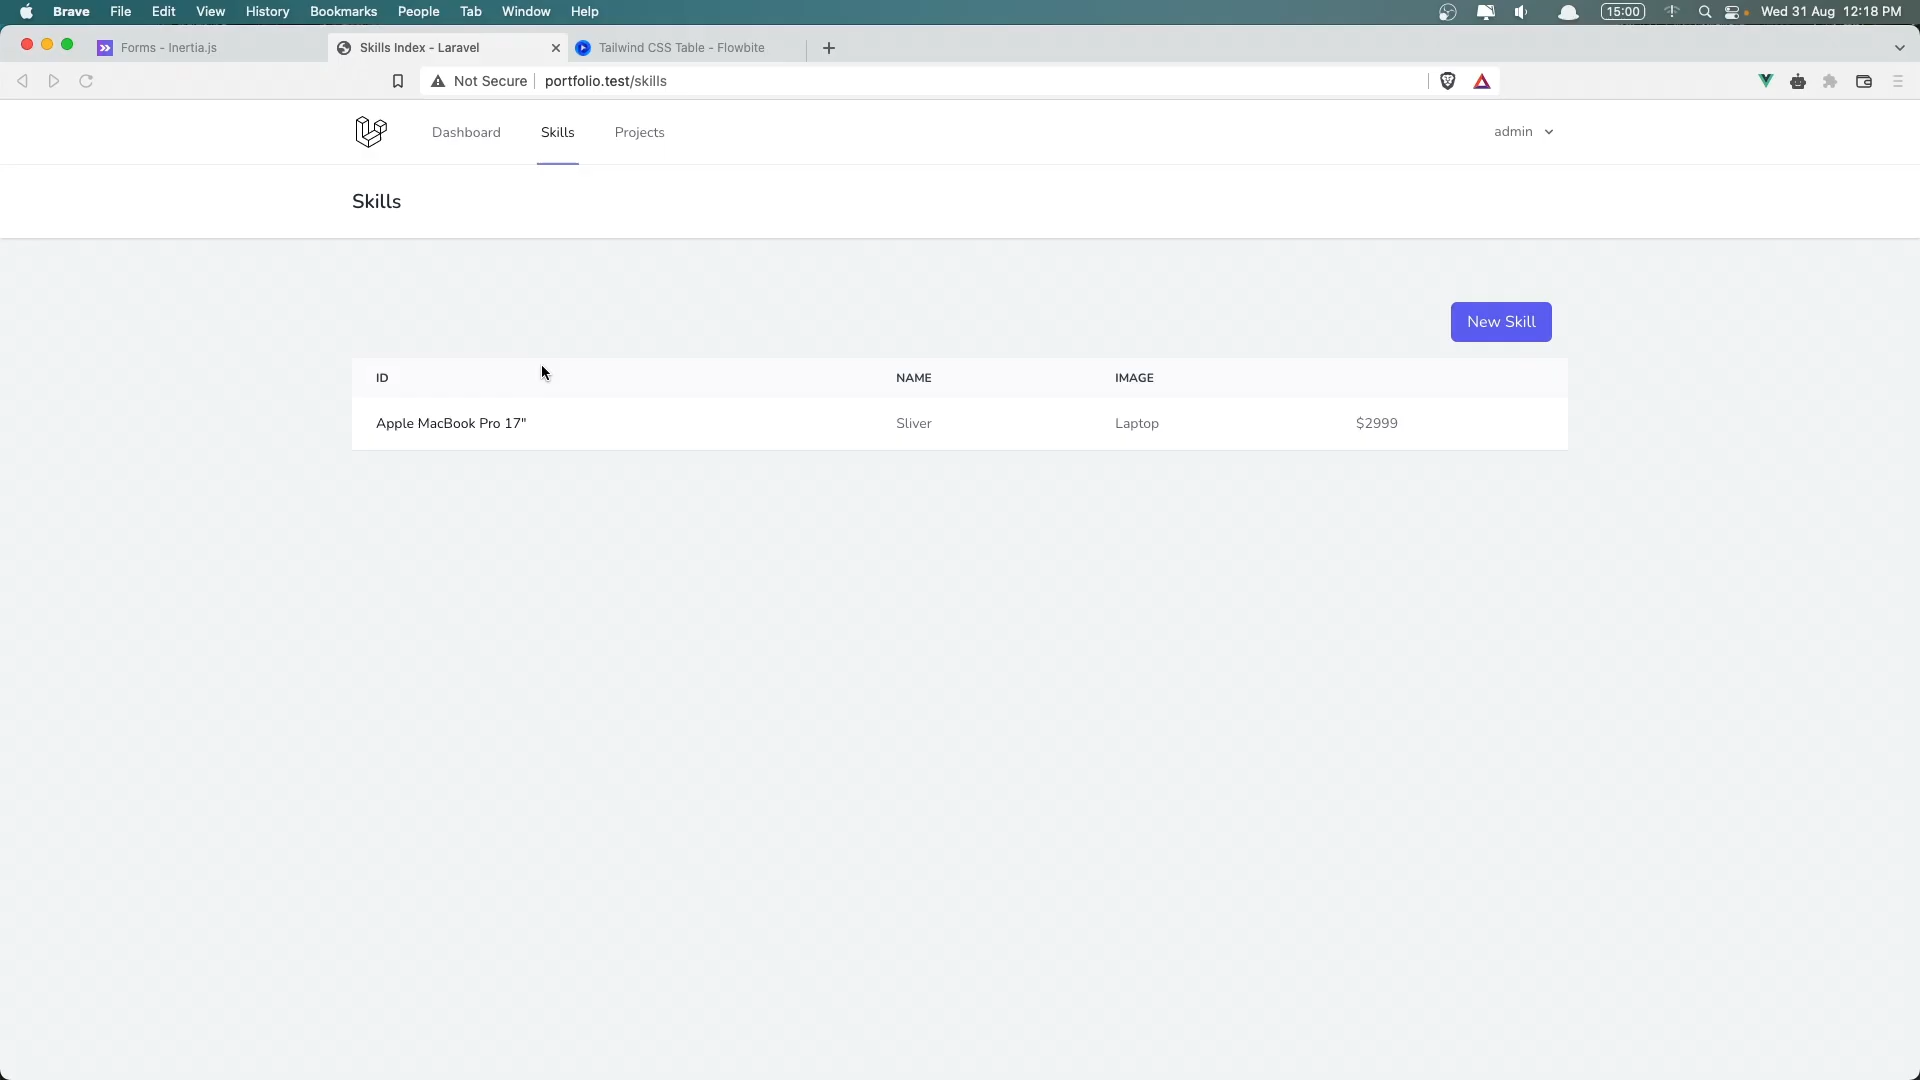 Brave File Edit View History Bookmarks People Tab Window Help 15:00 Wed 31 Aug 12:18 PM
Forms - Inertia.js Skills Index - Laravel Tailwind CSS Table - Flowbite
Not Secure portfolio.test/skills
Dashboard Skills Projects admin
Skills
New Skill
ID NAME IMAGE
Apple MacBook Pro 17" Sliver Laptop $2999